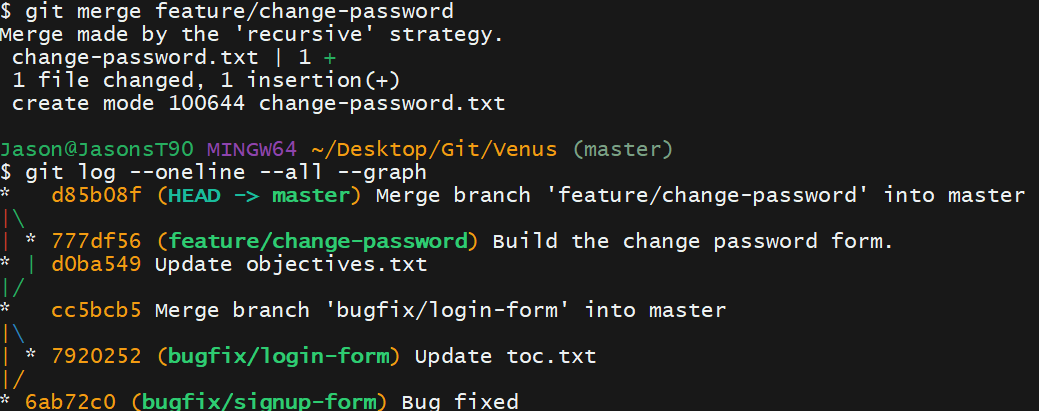 $ git merge feature/change-password
Merge made by the 'recursive' strategy.
 change-password.txt | 1 +
 1 file changed, 1 insertion(+)
 create mode 100644 change-password.txt

Jason@JasonsT90 MINGW64 ~/Desktop/Git/Venus (master)
$ git log --oneline --all --graph
*   d85b08f (HEAD -> master) Merge branch 'feature/change-password' into master
|\
| * 777df56 (feature/change-password) Build the change password form.
* | d0ba549 Update objectives.txt
|/
*   cc5bcb5 Merge branch 'bugfix/login-form' into master
|\
| * 7920252 (bugfix/login-form) Update toc.txt
|/
* 6ab72c0 (bugfix/signup-form) Bug fixed